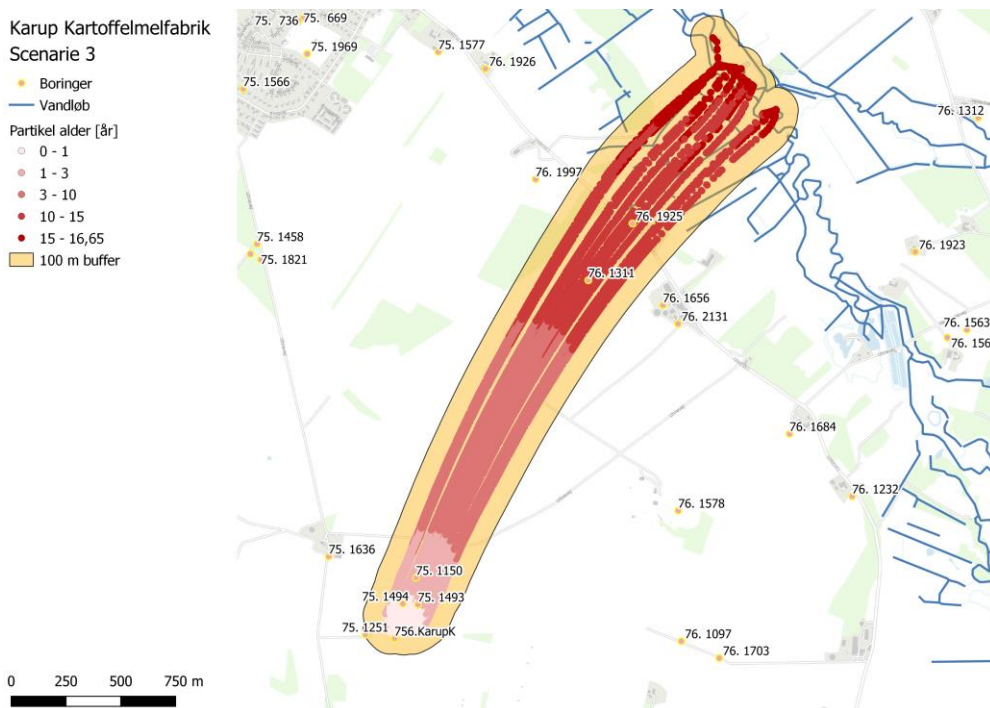 Karup Kartoffelmelfabrik
Scenarie 3
Boringer
Vandløb
Partikel alder [år]
0 - 1
1 - 3
3 - 10
10 - 15
15 - 16,65
100 m buffer
0 250 500 750 m
75. 736
75. 669
75. 1969
75. 1577
76. 1926
75. 1566
76. 1312
76. 1997
76. 1925
75. 1458
75. 1821
76. 1923
76. 1311
76. 1656
76. 2131
76. 1563
76. 156
76. 1684
76. 1232
76. 1578
75. 1636
75. 1150
75. 1494
75. 1493
75. 1251
756.KarupK
76. 1097
76. 1703